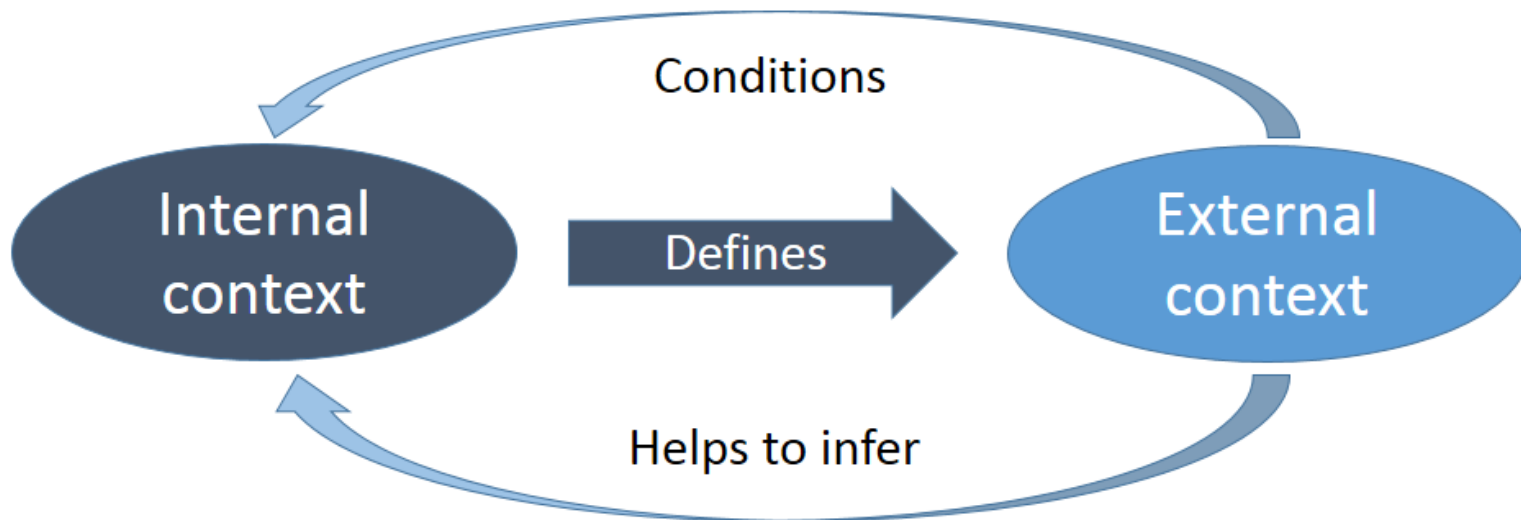 Conditions
Internal
context
Defines
External
context
Helps to infer